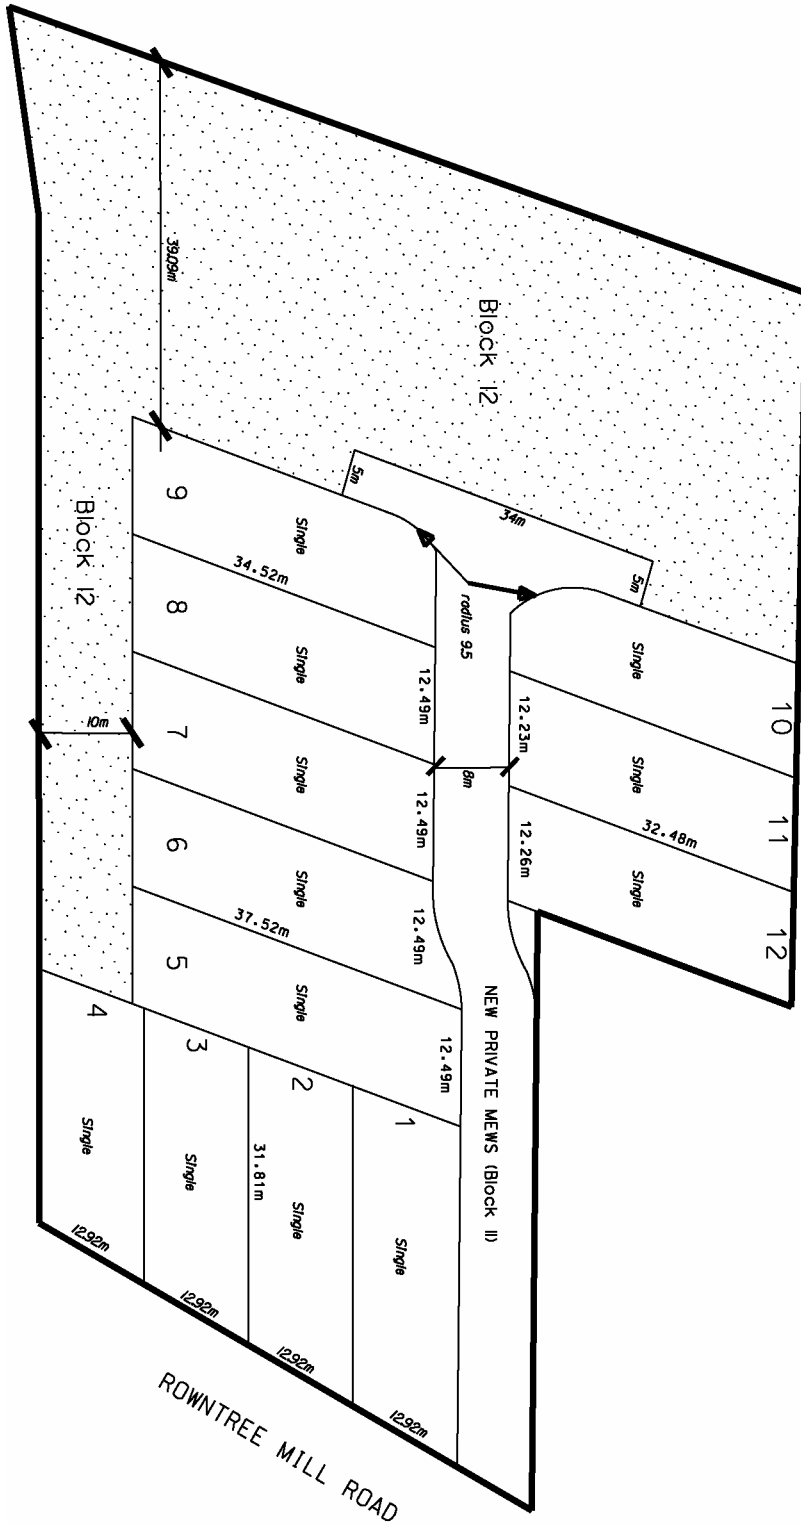 39.09m
Block 12
5m
34m
5m
radius 9.5
9
Single
34.52m
8
Single
12.49m
7
Single
12.49m
6
Single
12.49m
37.52m
5
Single
12.49m
Block 12
10m
8m
Single
10
12.23m
Single
11
32.48m
12.26m
Single
12
NEW PRIVATE MEWS (Block 11)
4
Single
12.92m
3
Single
12.92m
2
31.81m
Single
12.92m
1
Single
12.92m
ROWNTREE MILL ROAD